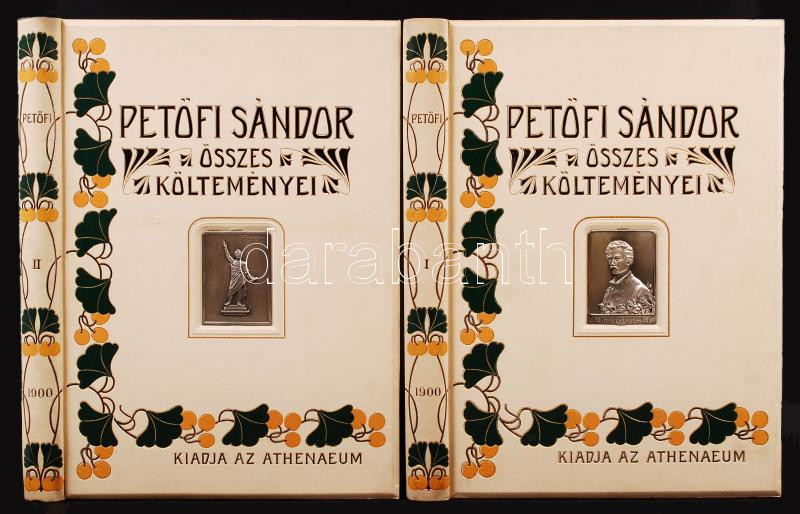 PETŐFI
II
1900
PETŐFI SÁNDOR
ÖSSZES
KÖLTEMÉNYEI
KIADJA AZ ATHENAEUM
PETŐFI
I
1900
PETŐFI SÁNDOR
ÖSSZES
KÖLTEMÉNYEI
KIADJA AZ ATHENAEUM
darabanth